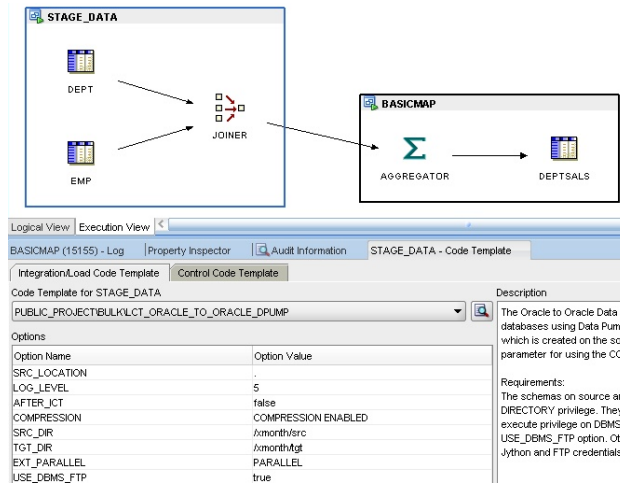 STAGE_DATA
DEPT
JOINER
EMP
BASICMAP
AGGREGATOR
DEPTSALS
Logical View Execution View
BASICMAP (15155) - Log Property Inspector Audit Information STAGE_DATA - Code Template
Integration/Load Code Template Control Code Template
Code Template for STAGE_DATA
PUBLIC_PROJECT\BULK\LCT_ORACLE_TO_ORACLE_DPUMP
Options
Option Name Option Value
SRC_LOCATION .
LOG_LEVEL 5
AFTER_ICT false
COMPRESSION COMPRESSION ENABLED
SRC_DIR /xmonth/src
TGT_DIR /xmonth/tgt
EXT_PARALLEL PARALLEL
USE_DBMS_FTP true
Description
The Oracle to Oracle Data
databases using Data Pum
which is created on the so
parameter for using the CO
Requirements:
The schemas on source a
DIRECTORY privilege. They
execute privilege on DBMS
USE_DBMS_FTP option. Ot
Jython and FTP credentials